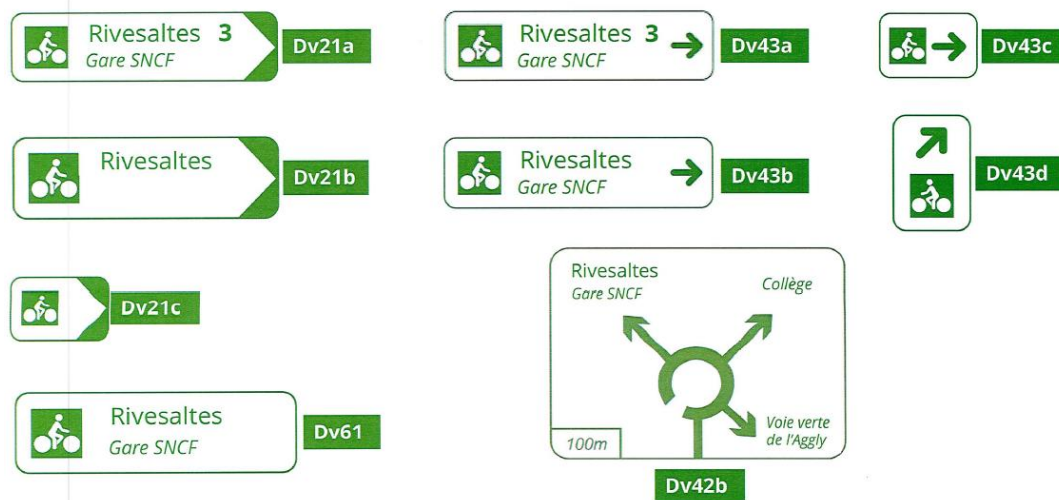 Rivesaltes 3
Gare SNCF
Dv21a
Rivesaltes 3
Gare SNCF
Dv43a
Dv43c
Rivesaltes
Dv21b
Rivesaltes
Gare SNCF
Dv43b
Dv43d
Dv21c
Rivesaltes
Gare SNCF
Collège
Voie verte
de l'Aggly
100m
Dv42b
Rivesaltes
Gare SNCF
Dv61